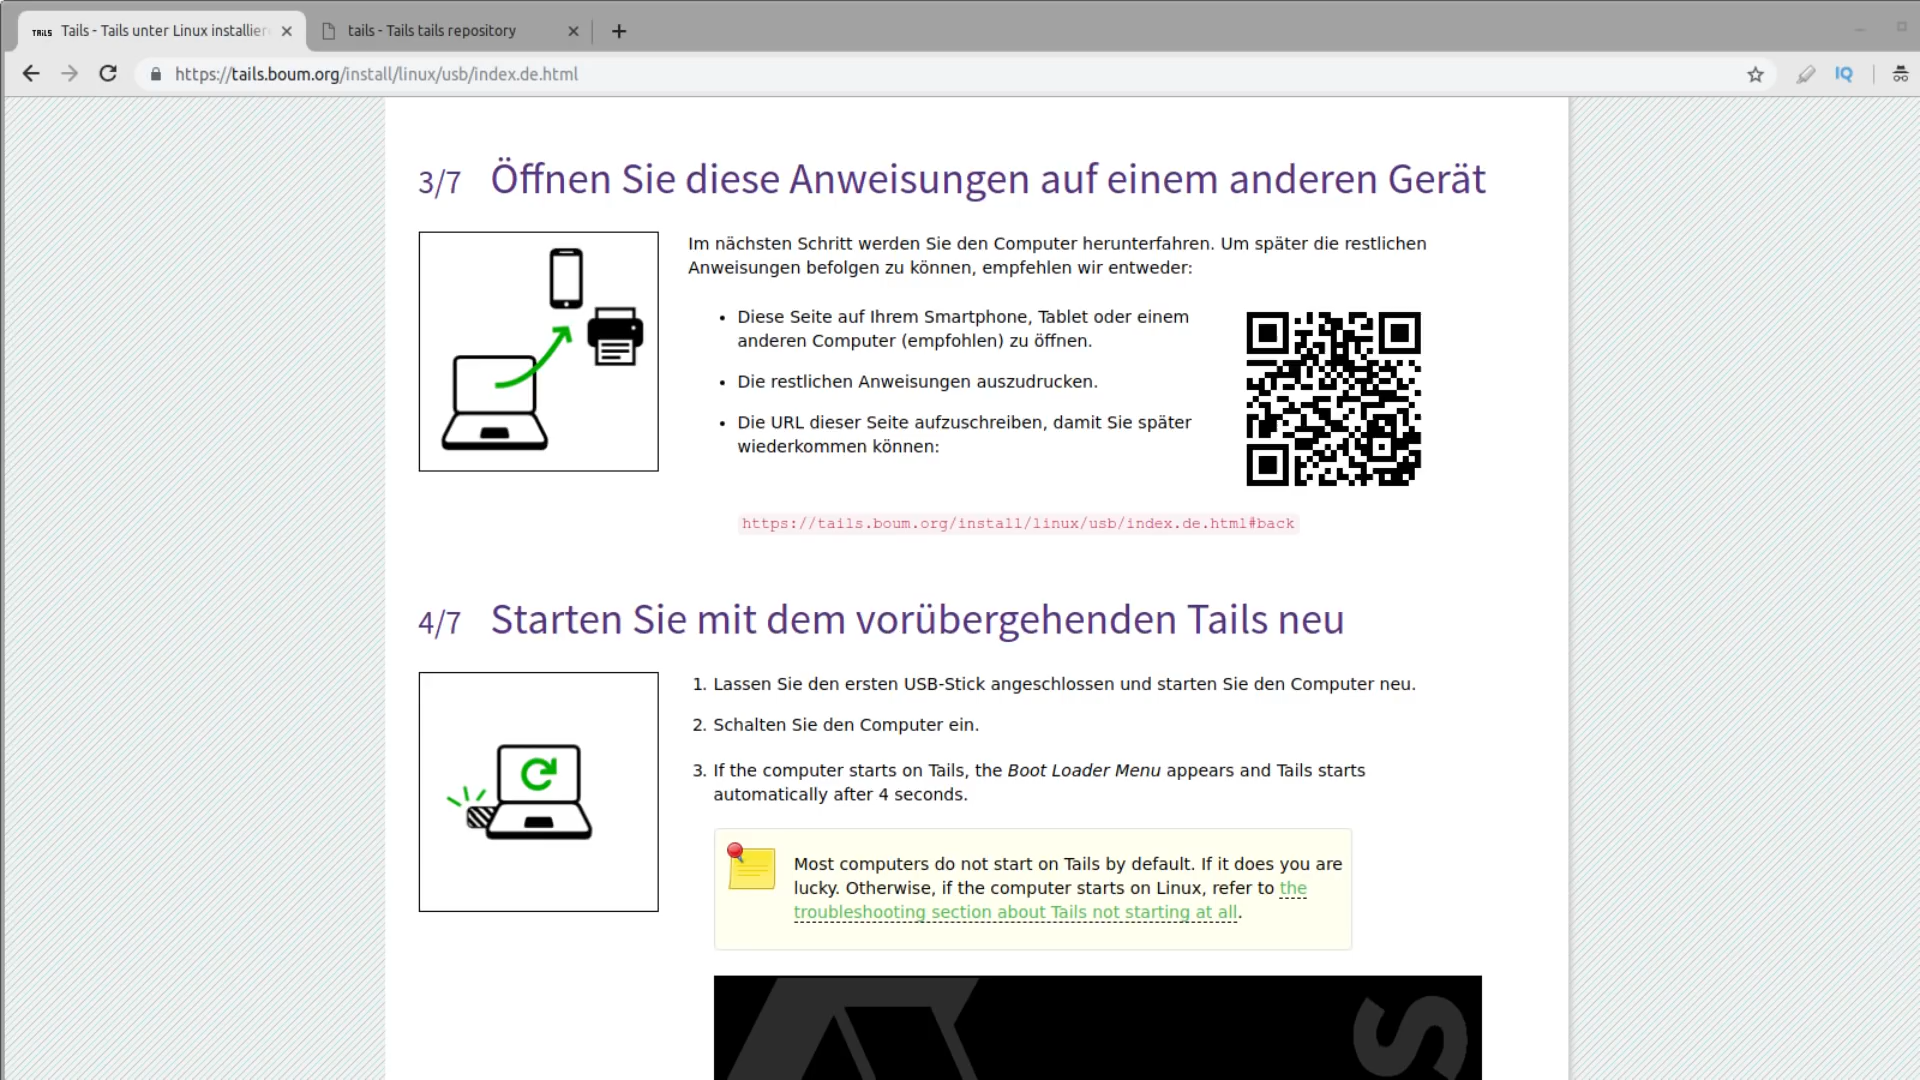 TAILS Tails - Tails unter Linux installier
tails - Tails tails repository
https://tails.boum.org/install/linux/usb/index.de.html
IQ
3/7 Öffnen Sie diese Anweisungen auf einem anderen Gerät
Im nächsten Schritt werden Sie den Computer herunterfahren. Um später die restlichen
Anweisungen befolgen zu können, empfehlen wir entweder:
• Diese Seite auf Ihrem Smartphone, Tablet oder einem
anderen Computer (empfohlen) zu öffnen.
• Die restlichen Anweisungen auszudrucken.
• Die URL dieser Seite aufzuschreiben, damit Sie später
wiederkommen können:
https://tails.boum.org/install/linux/usb/index.de.html#back
4/7 Starten Sie mit dem vorübergehenden Tails neu
1. Lassen Sie den ersten USB-Stick angeschlossen und starten Sie den Computer neu.
2. Schalten Sie den Computer ein.
3. If the computer starts on Tails, the Boot Loader Menu appears and Tails starts
automatically after 4 seconds.
Most computers do not start on Tails by default. If it does you are
lucky. Otherwise, if the computer starts on Linux, refer to the
troubleshooting section about Tails not starting at all.